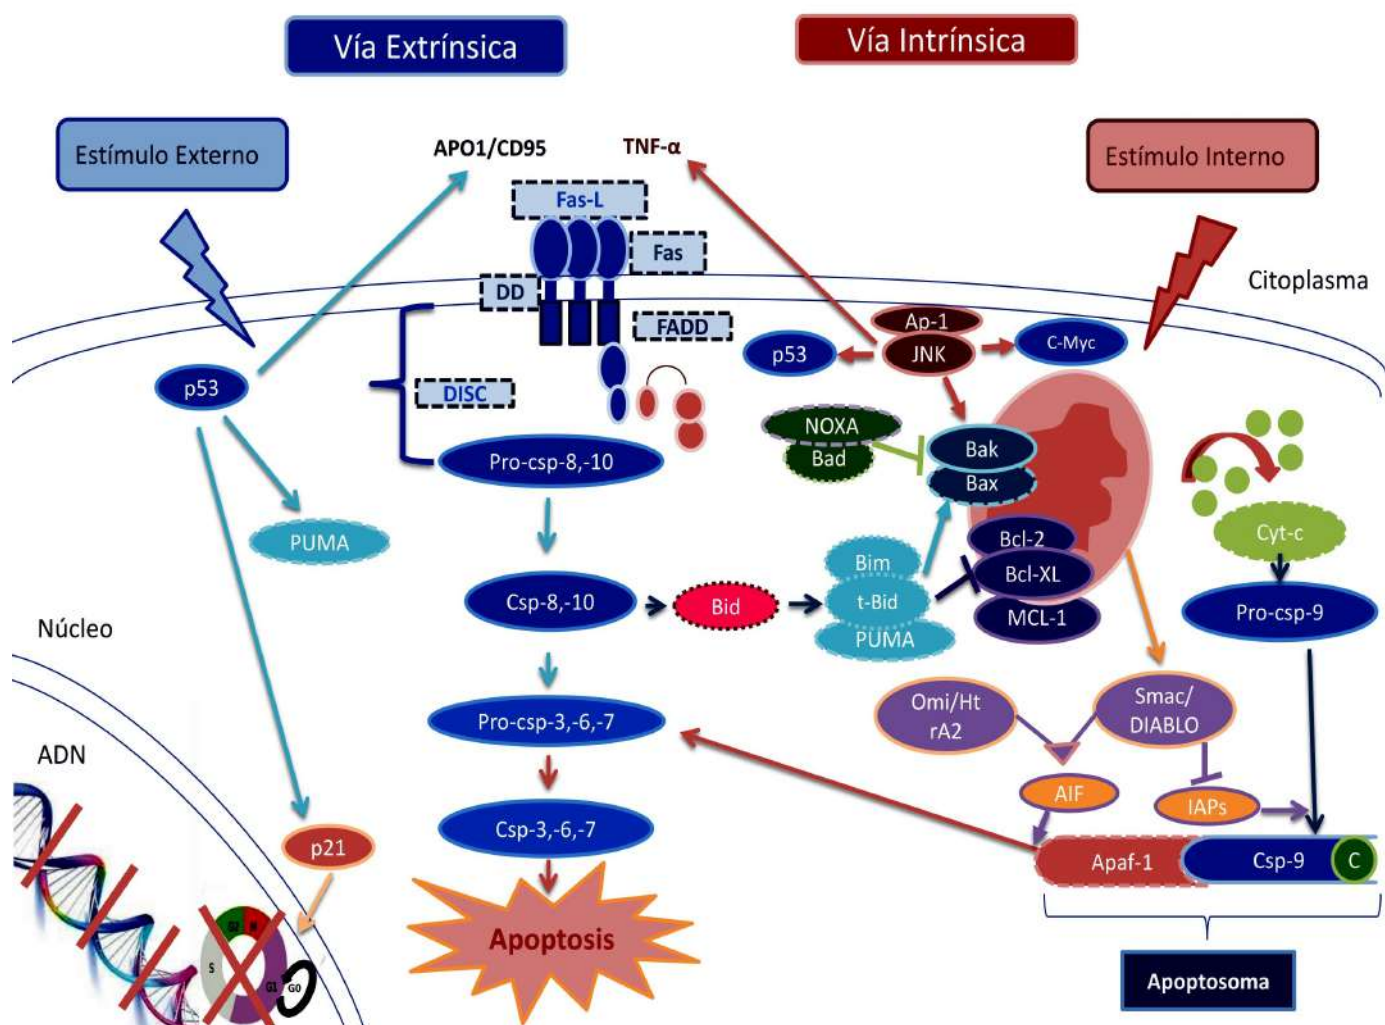 Vía Extrínsica
Vía Intrínsica
Estímulo Externo
APO1/CD95
TNF-α
Estímulo Interno
Fas-L
Fas
DD
FADD
Citoplasma
Ap-1
JNK
p53
C-Myc
p53
DISC
NOXA
Bad
Bak
Bax
Pro-csp-8,-10
PUMA
Cyt-c
Bcl-2
Bcl-XL
MCL-1
Bim
t-Bid
PUMA
Csp-8,-10
Bid
Pro-csp-9
Núcleo
Omi/Ht
rA2
Smac/
DIABLO
Pro-csp-3,-6,-7
ADN
AIF
IAPs
Csp-3,-6,-7
p21
Apaf-1
Csp-9
C
Apoptosis
G2
M
S
G1
G0
Apoptosoma